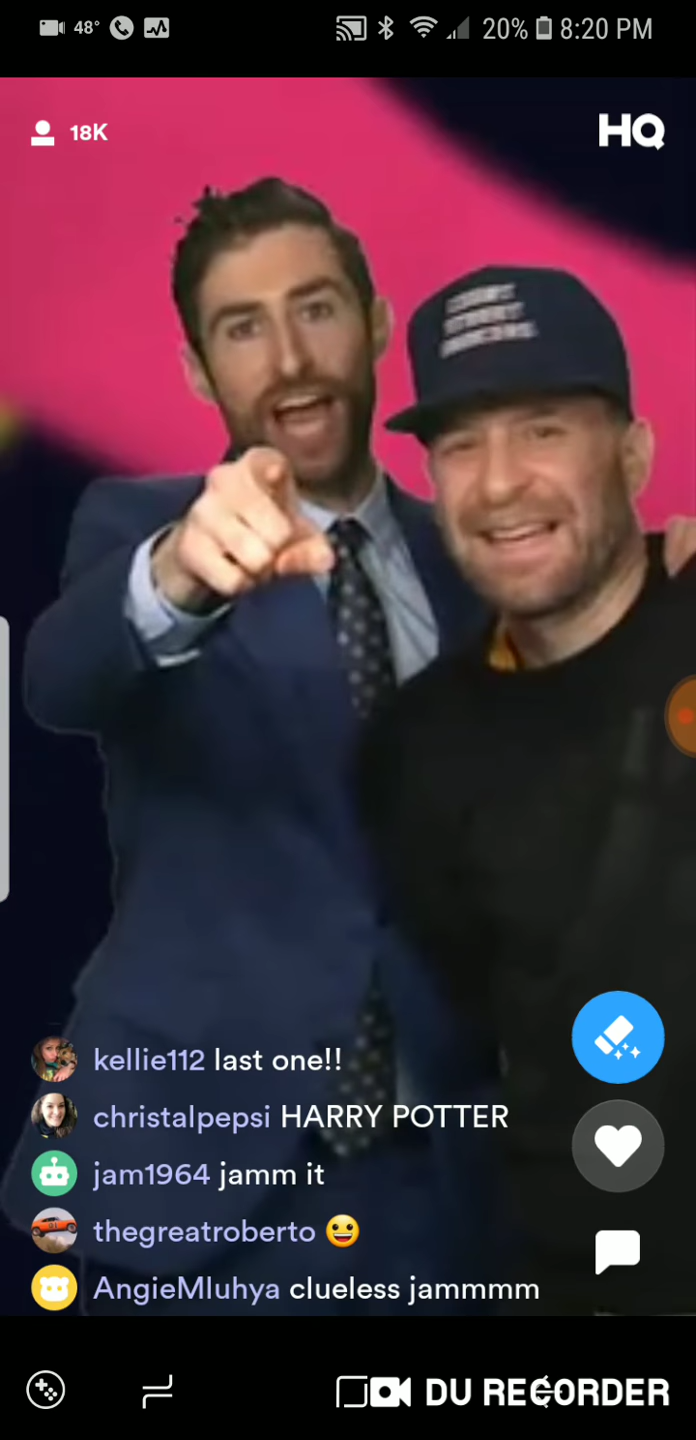 48°
20% 8:20 PM
18K
HQ
kellie112 last one!!
christalpepsi HARRY POTTER
jam1964 jamm it
thegreatroberto 😀
AngieMluhya clueless jammmm
DU RECORDER